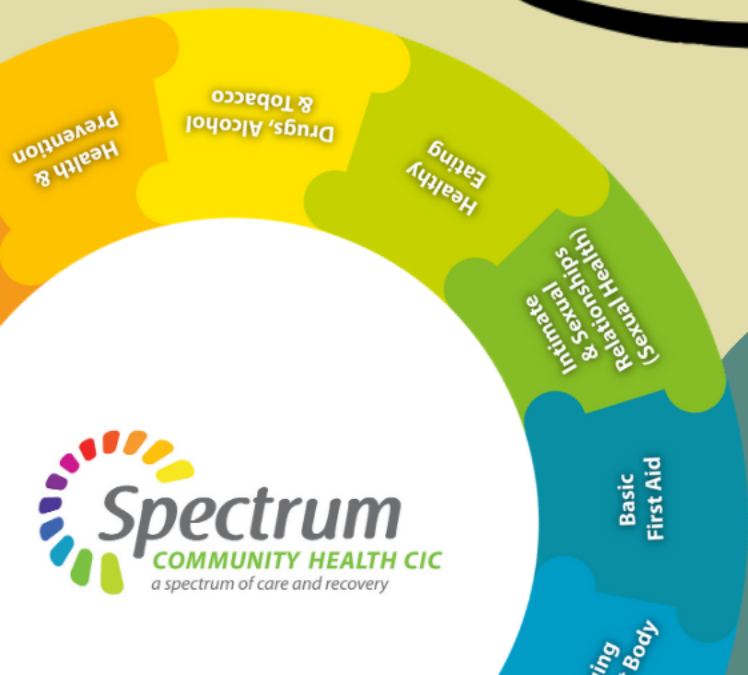 Health &
Prevention
Drugs, Alcohol
& Tobacco
Healthy
Eating
Intimate
& Sexual
Relationships
(Sexual Health)
Basic
First Aid
Body
Spectrum
COMMUNITY HEALTH CIC
a spectrum of care and recovery